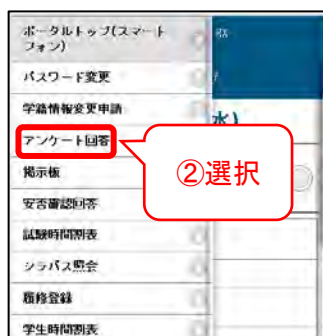 ポータルトップ(スマート
フォン)
パスワード変更
学籍情報変更申請
水)
アンケート回答
②選択
掲示板
安否確認回答
試験時間割表
シラバス照会
履修登録
学生時間割表